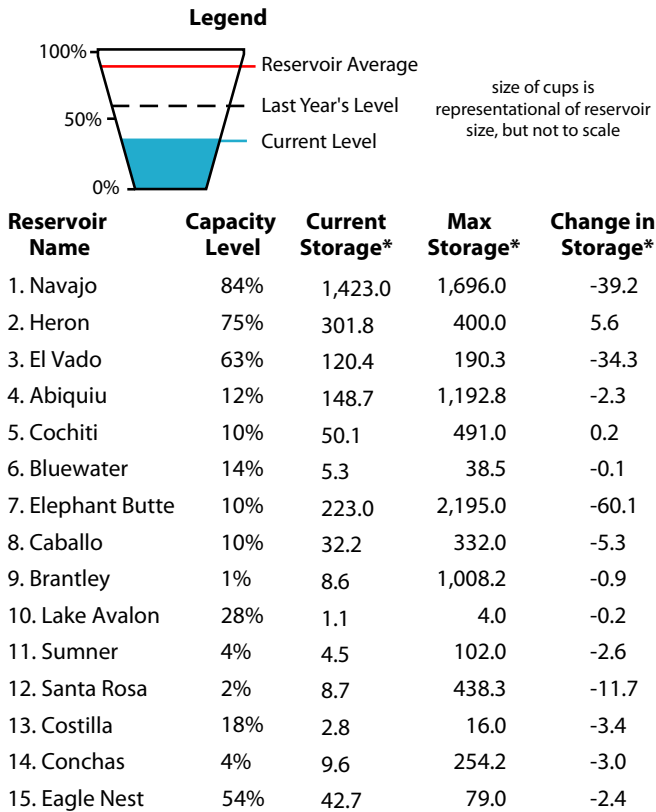 Legend
100%
Reservoir Average
Last Year's Level
50%
Current Level
0%
size of cups is
representational of reservoir
size, but not to scale
Reservoir Name Capacity Level Current Storage* Max Storage* Change in Storage*
1. Navajo 84% 1,423.0 1,696.0 -39.2
2. Heron 75% 301.8 400.0 5.6
3. El Vado 63% 120.4 190.3 -34.3
4. Abiquiu 12% 148.7 1,192.8 -2.3
5. Cochiti 10% 50.1 491.0 0.2
6. Bluewater 14% 5.3 38.5 -0.1
7. Elephant Butte 10% 223.0 2,195.0 -60.1
8. Caballo 10% 32.2 332.0 -5.3
9. Brantley 1% 8.6 1,008.2 -0.9
10. Lake Avalon 28% 1.1 4.0 -0.2
11. Sumner 4% 4.5 102.0 -2.6
12. Santa Rosa 2% 8.7 438.3 -11.7
13. Costilla 18% 2.8 16.0 -3.4
14. Conchas 4% 9.6 254.2 -3.0
15. Eagle Nest 54% 42.7 79.0 -2.4